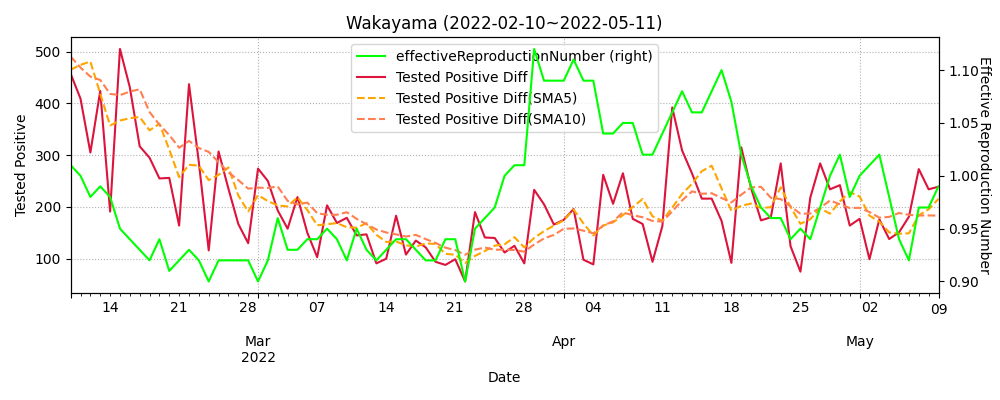 Wakayama (2022-02-10~2022-05-11)
effectiveReproductionNumber (right)
Tested Positive Diff
Tested Positive Diff(SMA5)
Tested Positive Diff(SMA10)
Tested Positive
500
400
300
200
100
Effective Reproduction Number
1.10
1.05
1.00
0.95
0.90
14 21 28 07 14 21 28 04 11 18 25 02 09
Mar Apr May
2022
Date